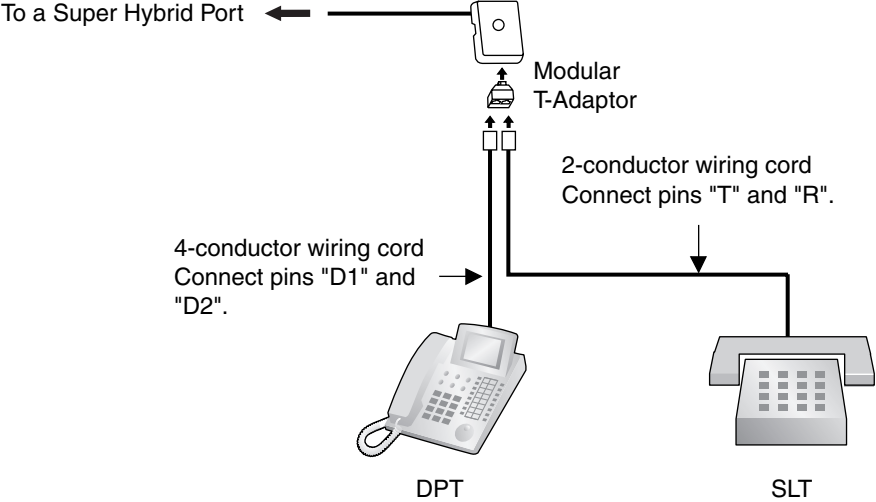 To a Super Hybrid Port
Modular
T-Adaptor
2-conductor wiring cord
Connect pins "T" and "R".
4-conductor wiring cord
Connect pins "D1" and
"D2".
DPT
SLT